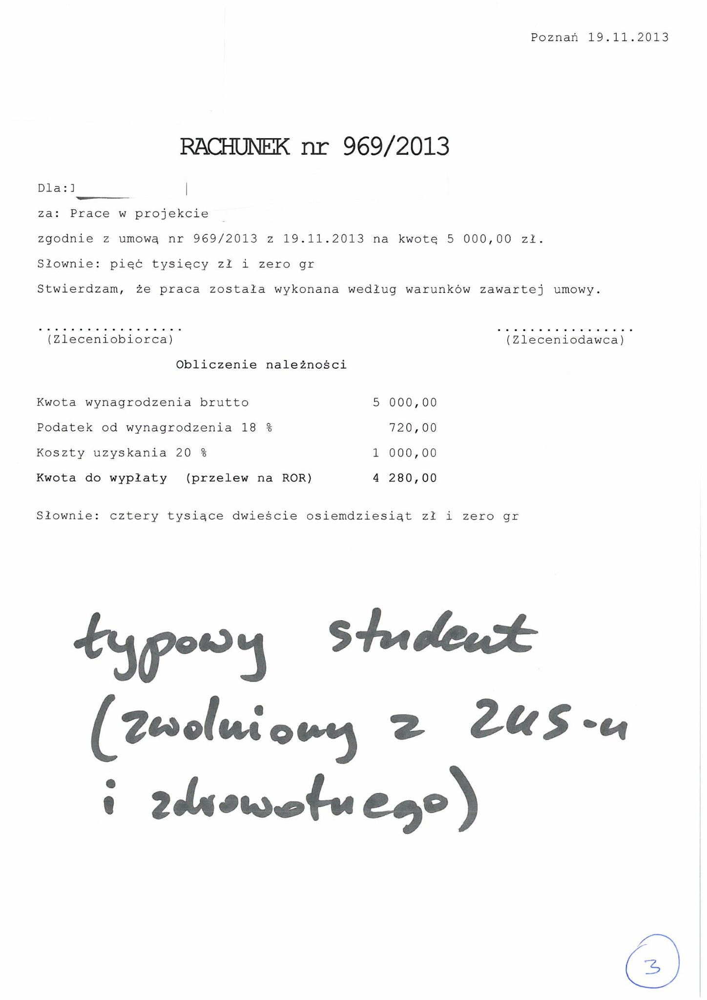 Poznań 19.11.2013
RACHUNEK nr 969/2013
Dla:
za: Prace w projekcie
zgodnie z umową nr 969/2013 z 19.11.2013 na kwotę 5 000,00 zł.
Słownie: pięć tysięcy zł i zero gr
Stwierdzam, że praca została wykonana według warunków zawartej umowy.
.................. .................
(Zleceniobiorca) (Zleceniodawca)
Obliczenie należności
Kwota wynagrodzenia brutto 5 000,00
Podatek od wynagrodzenia 18 % 720,00
Koszty uzyskania 20 % 1 000,00
Kwota do wypłaty (przelew na ROR) 4 280,00
Słownie: cztery tysiące dwieście osiemdziesiąt zł i zero gr
typowy student
(zwolniony z ZUS-u
i zdrowotnego)
3